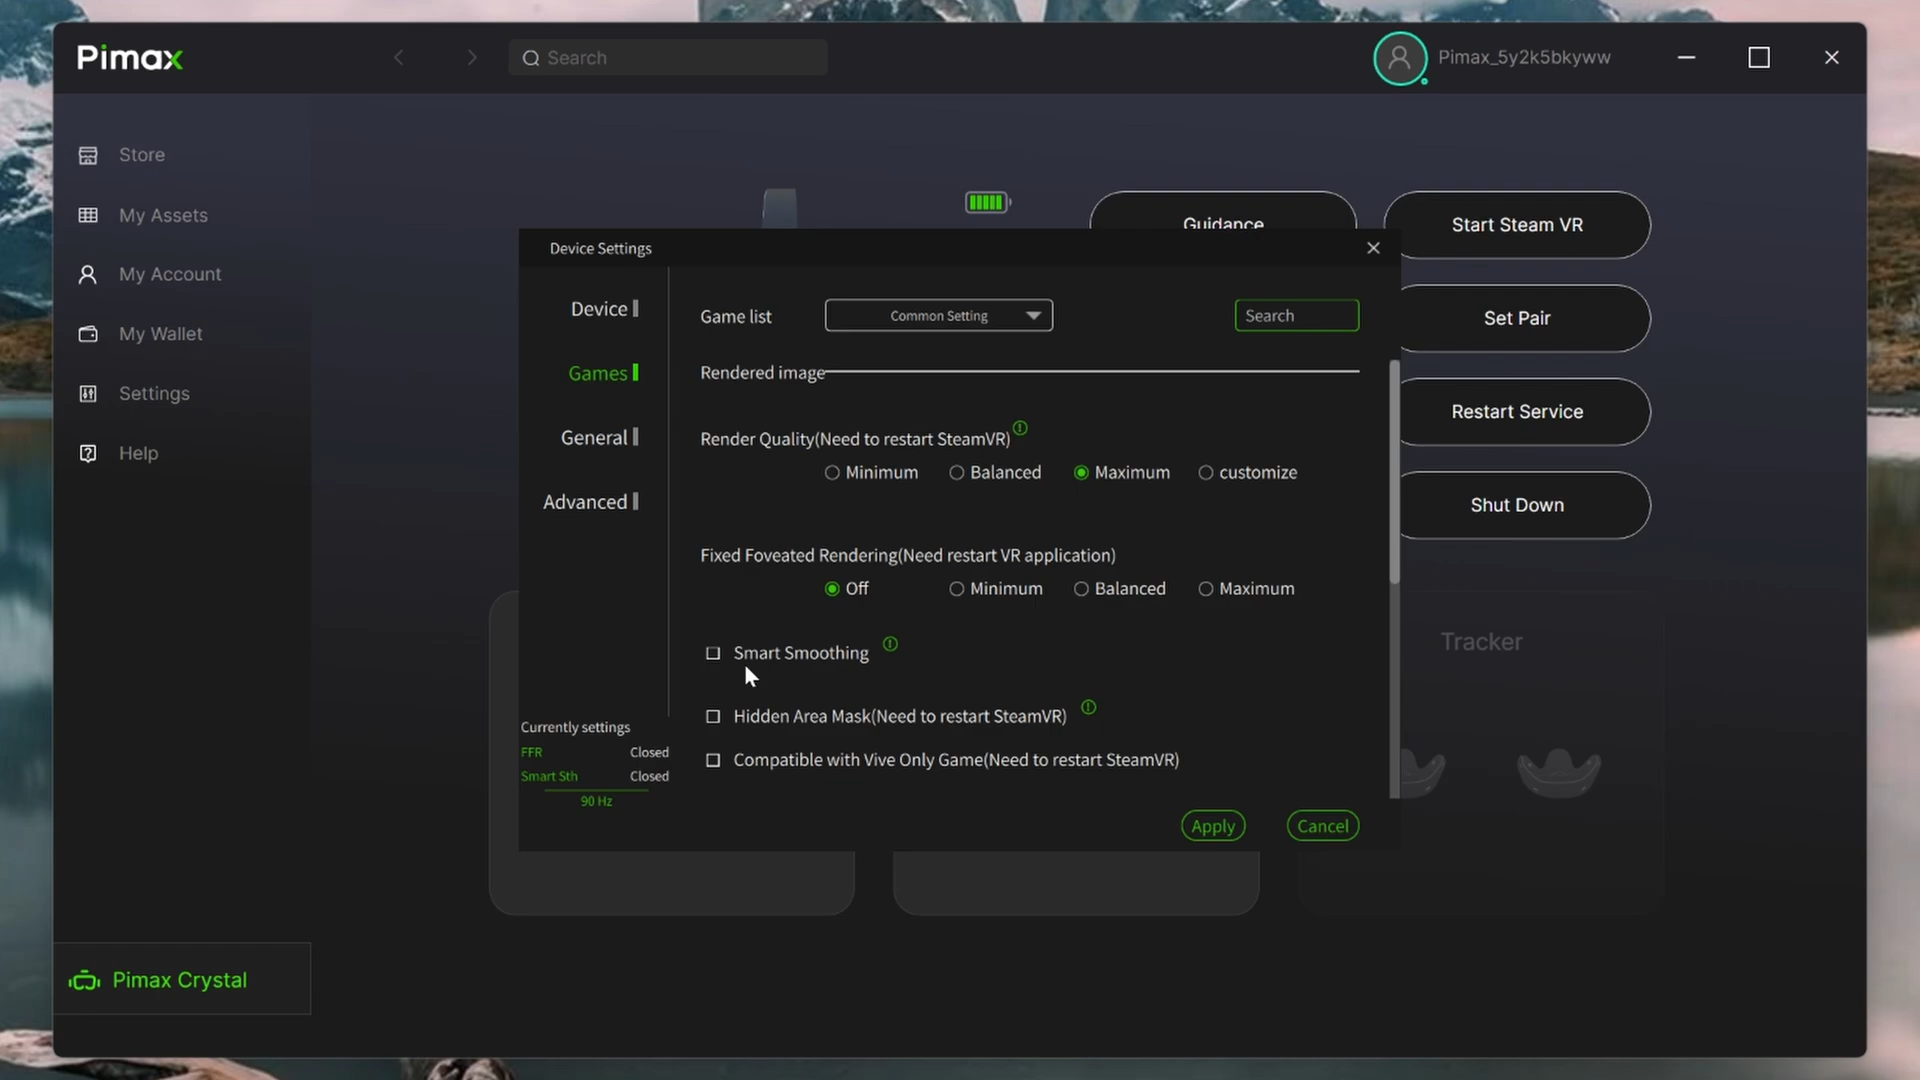 Pimax
Search
Pimax_5y2k5bkyww
Store
My Assets
My Account
My Wallet
Settings
Help
Guidance
Start Steam VR
Set Pair
Restart Service
Shut Down
Tracker
Device Settings
Device
Games
General
Advanced
Game list
Common Setting
Search
Rendered image
Render Quality(Need to restart SteamVR)
Minimum Balanced Maximum customize
Fixed Foveated Rendering(Need restart VR application)
Off Minimum Balanced Maximum
Smart Smoothing
Hidden Area Mask(Need to restart SteamVR)
Compatible with Vive Only Game(Need to restart SteamVR)
Currently settings
FFR Closed
Smart Sth Closed
90 Hz
Apply Cancel
Pimax Crystal